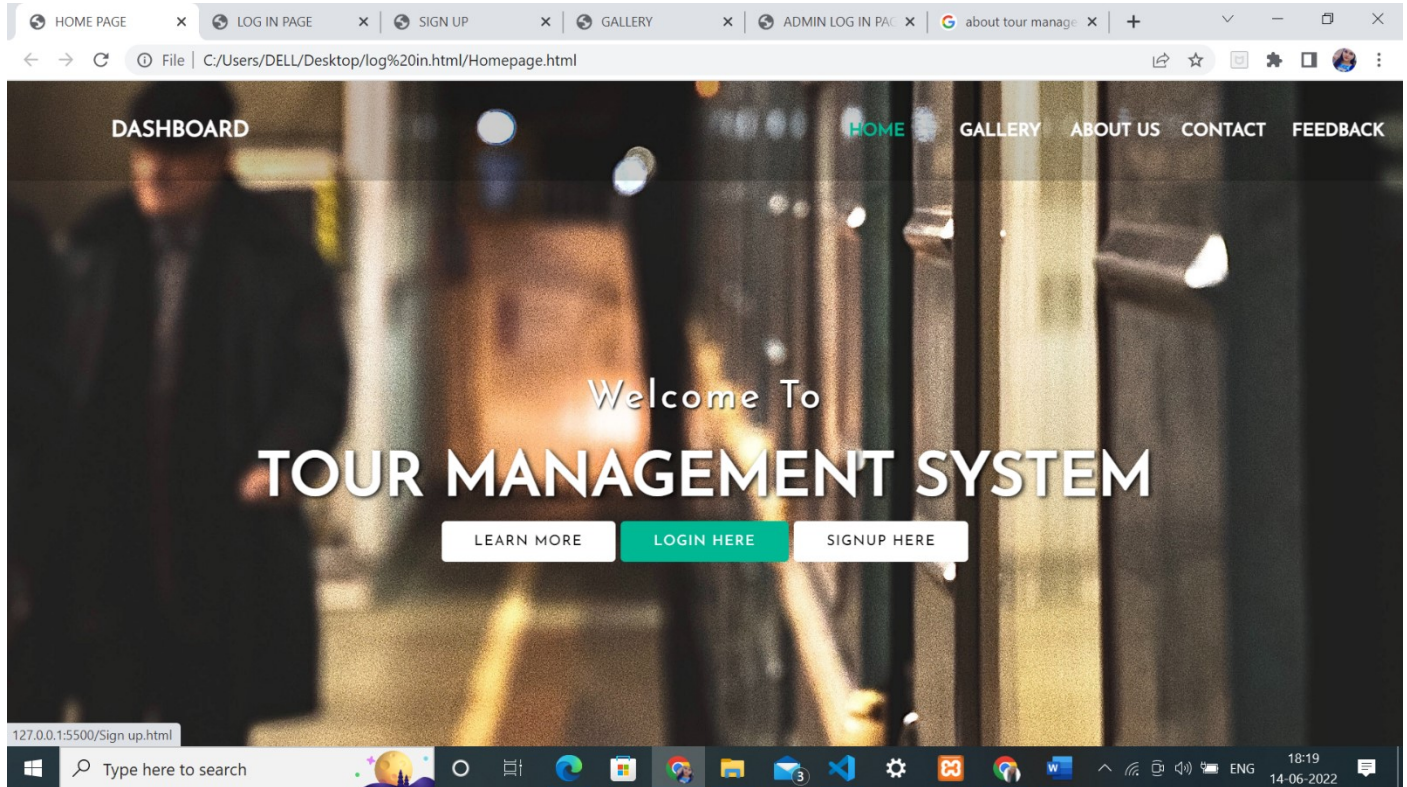 HOME PAGE
LOG IN PAGE
SIGN UP
GALLERY
ADMIN LOG IN PAG
about tour manage
File | C:/Users/DELL/Desktop/log%20in.html/Homepage.html
DASHBOARD
HOME
GALLERY
ABOUT US
CONTACT
FEEDBACK
Welcome To
TOUR MANAGEMENT SYSTEM
LEARN MORE
LOGIN HERE
SIGNUP HERE
127.0.0.1:5500/Sign up.html
Type here to search
3
ENG
18:19
14-06-2022